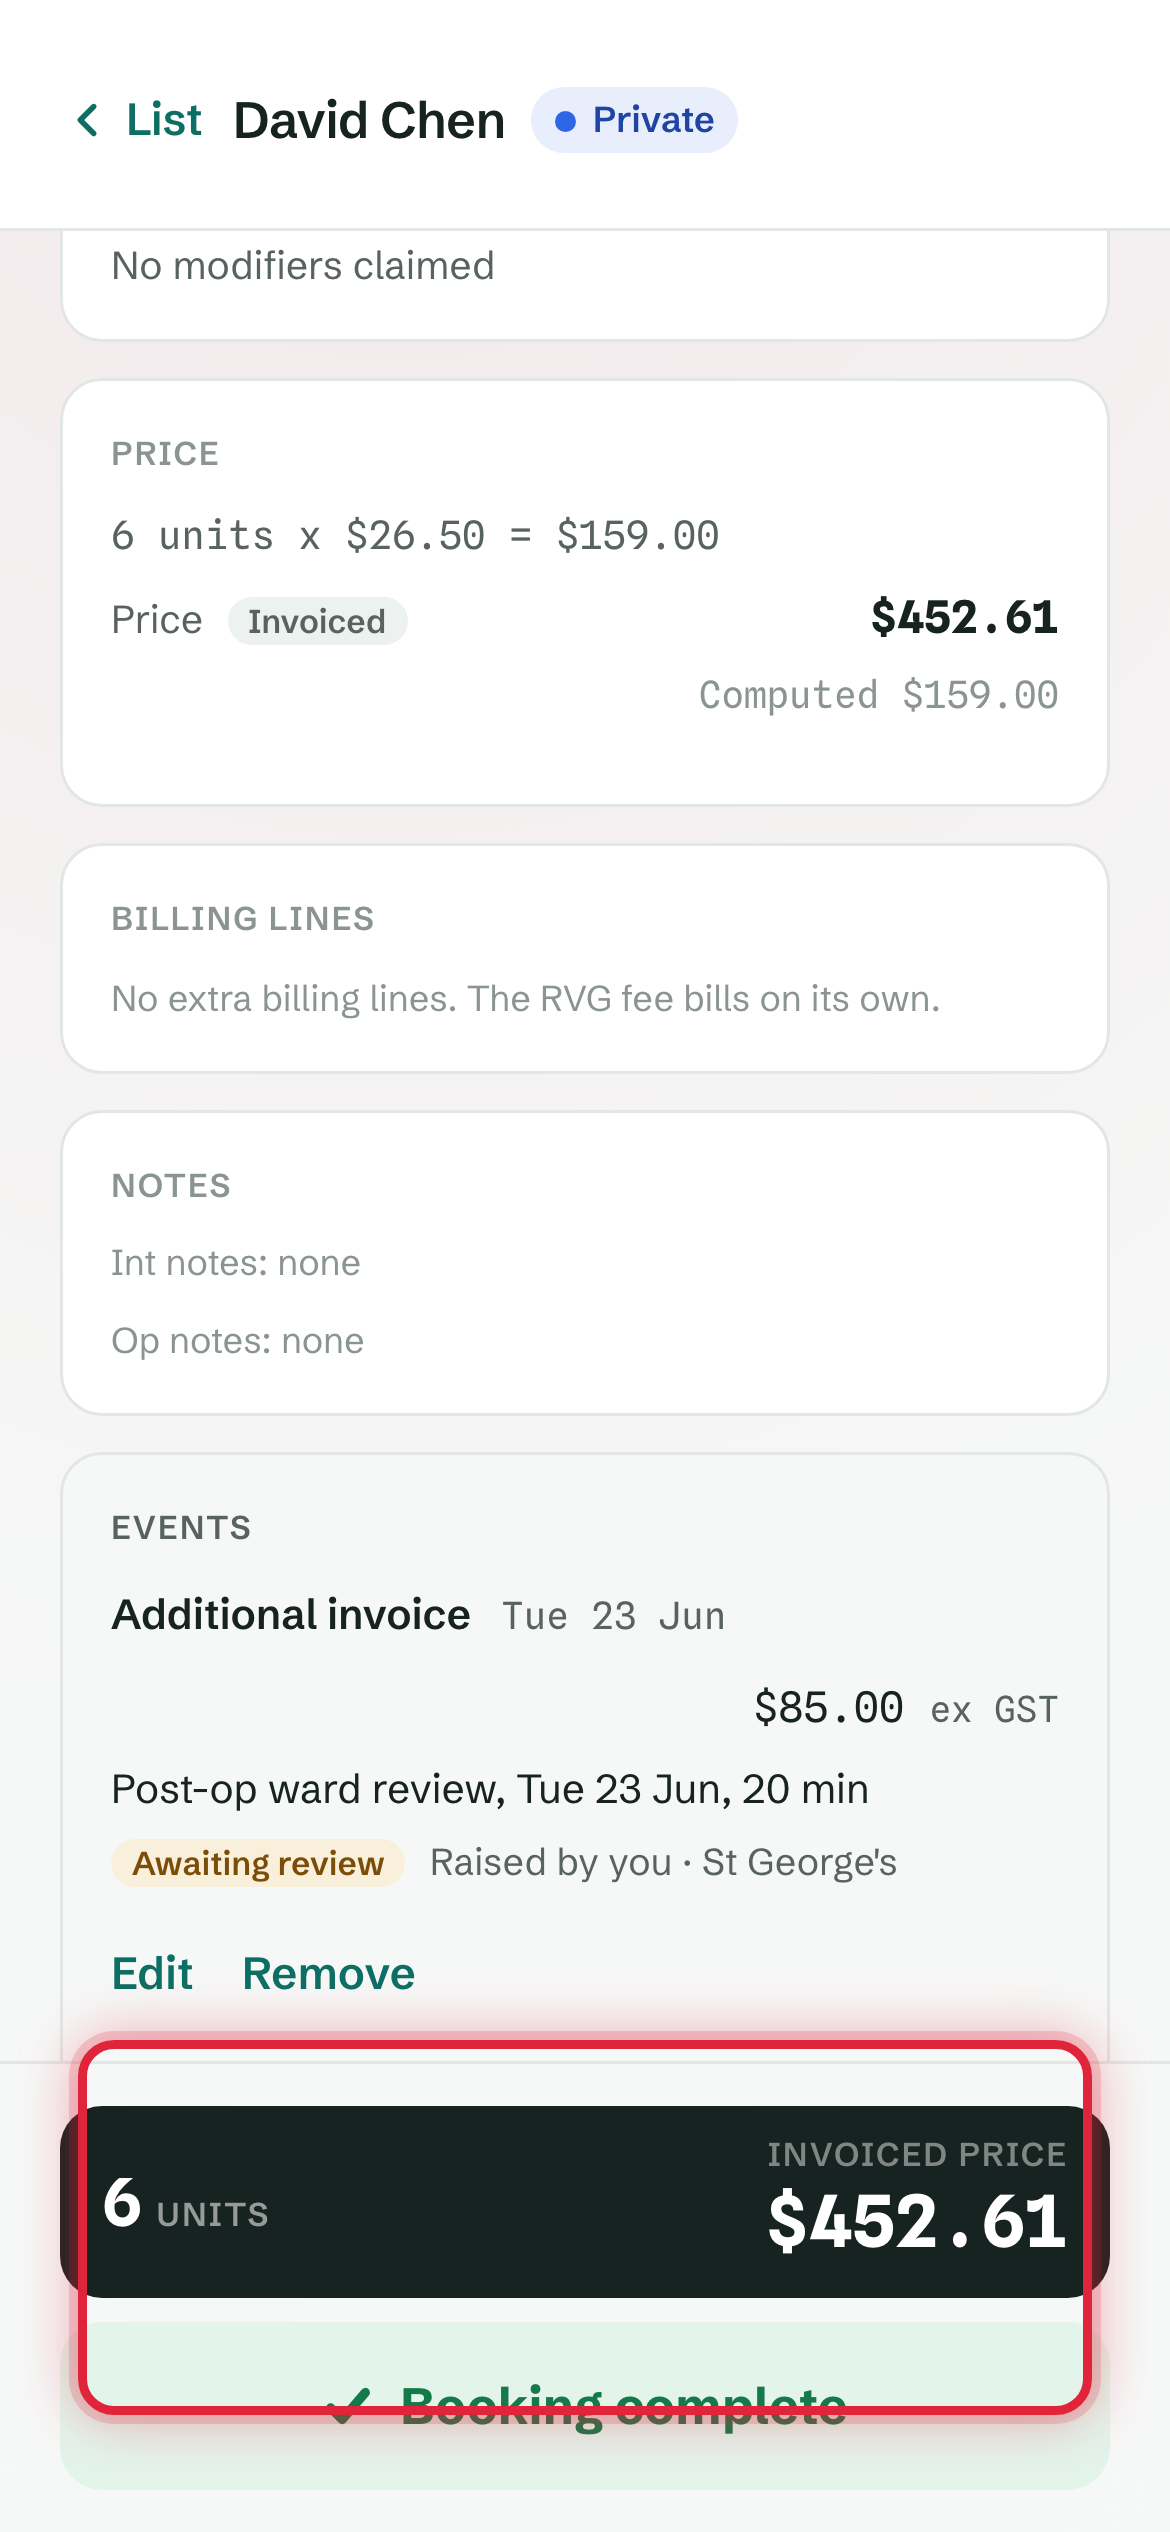 List David Chen Private
No modifiers claimed
PRICE
6 units x $26.50 = $159.00
Price Invoiced $452.61
Computed $159.00
BILLING LINES
No extra billing lines. The RVG fee bills on its own.
NOTES
Int notes: none
Op notes: none
EVENTS
Additional invoice Tue 23 Jun
$85.00 ex GST
Post-op ward review, Tue 23 Jun, 20 min
Awaiting review Raised by you · St George's
Edit Remove
INVOICED PRICE
6 UNITS $452.61
Booking complete